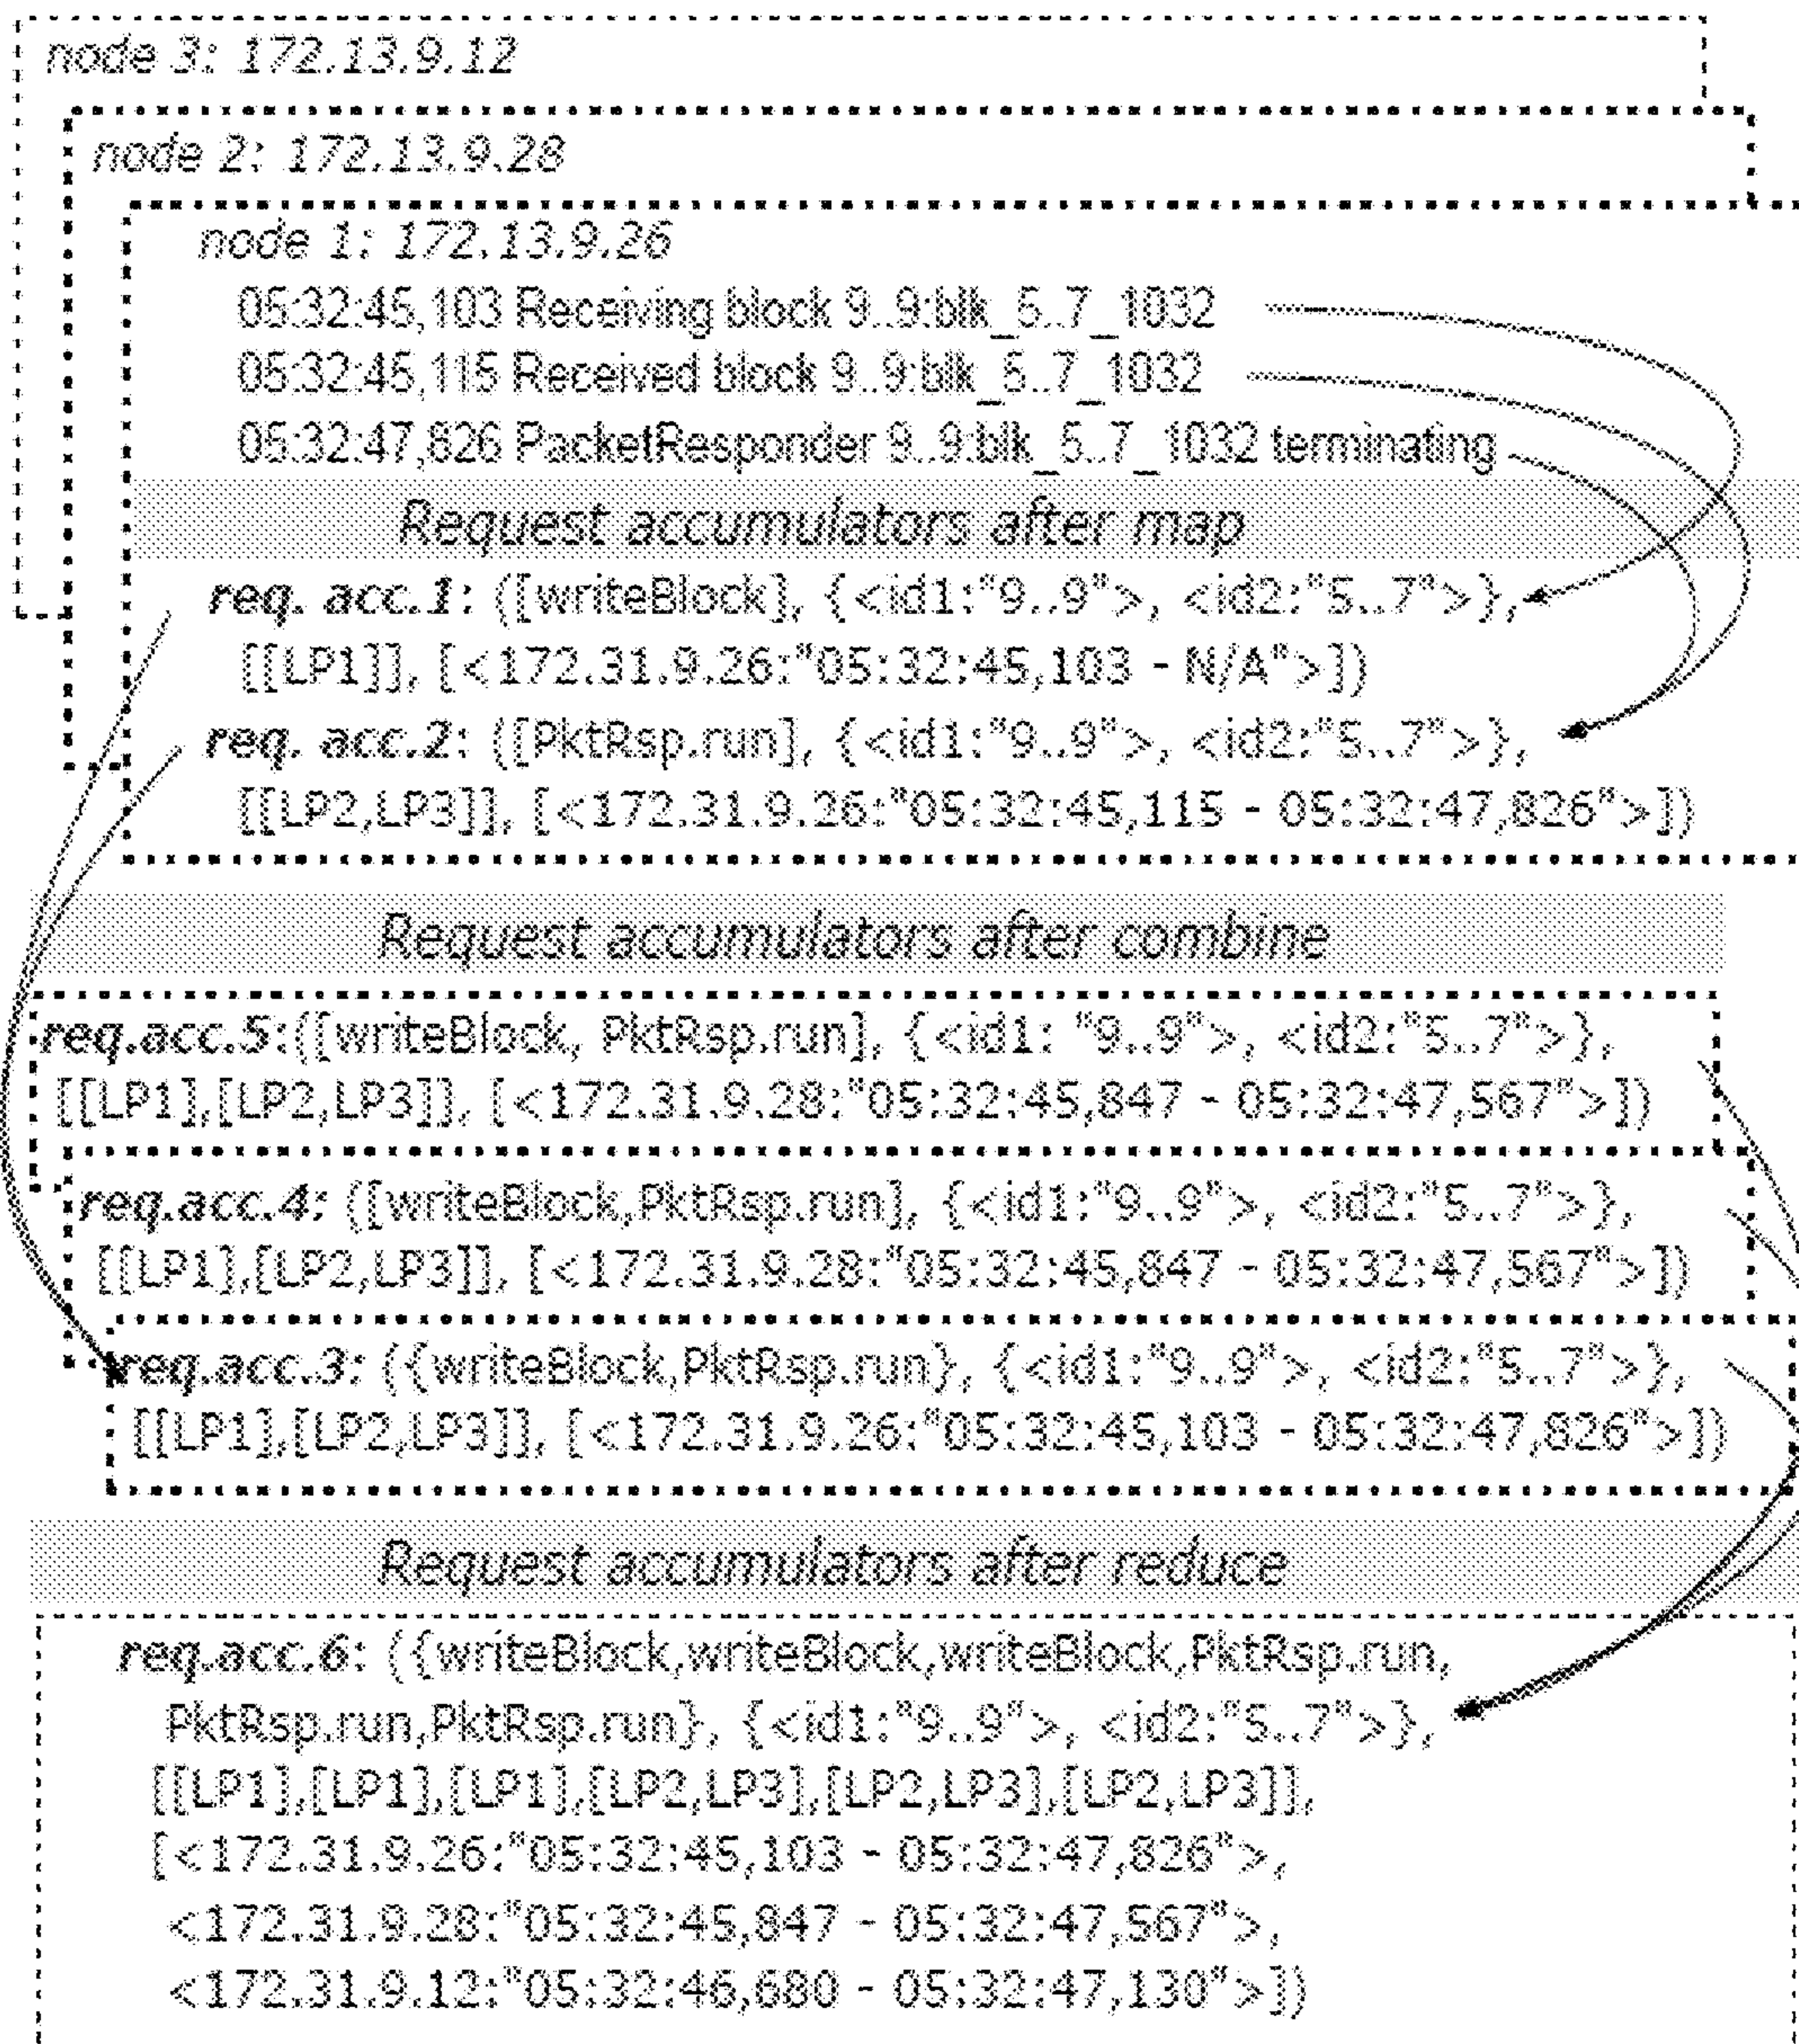 node 3: 172.13.9.12
node 2: 172.13.9.28
node 1: 172.13.9.26
05:32:45,103 Receiving block 9..9:blk_5..7_1032
05:32:45,115 Received block 9..9:blk_5..7_1032
05:32:47,826 PacketResponder 9..9:blk_5..7_1032 terminating
Request accumulators after map
req. acc.1: ([writeBlock], {<id1:"9..9">, <id2:"5..7">},
[[LP1]], [<172.31.9.26:"05:32:45,103 - N/A">])
req. acc.2: ([PktRsp.run], {<id1:"9..9">, <id2:"5..7">},
[[LP2,LP3]], [<172.31.9.26:"05:32:45,115 - 05:32:47,826">])
Request accumulators after combine
req.acc.5:([writeBlock, PktRsp.run], {<id1: "9..9">, <id2:"5..7">},
[[LP1],[LP2,LP3]], [<172.31.9.28:"05:32:45,847 - 05:32:47,567">])
req.acc.4: ([writeBlock,PktRsp.run], {<id1:"9..9">, <id2:"5..7">},
[[LP1],[LP2,LP3]], [<172.31.9.28:"05:32:45,847 - 05:32:47,567">])
req.acc.3: ({writeBlock,PktRsp.run}, {<id1:"9..9">, <id2:"5..7">},
[[LP1],[LP2,LP3]], [<172.31.9.26:"05:32:45,103 - 05:32:47,826">])
Request accumulators after reduce
req.acc.6: ({writeBlock,writeBlock,writeBlock,PktRsp.run,
PktRsp.run,PktRsp.run}, {<id1:"9..9">, <id2:"5..7">},
[[LP1],[LP1],[LP1],[LP2,LP3],[LP2,LP3],[LP2,LP3]],
[<172.31.9.26:"05:32:45,103 - 05:32:47,826">,
<172.31.9.28:"05:32:45,847 - 05:32:47,567">,
<172.31.9.12:"05:32:46,680 - 05:32:47,130">])